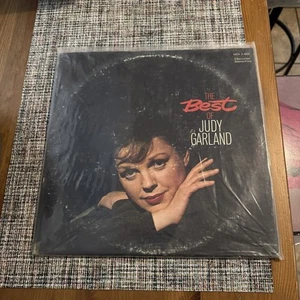 THE
Best
OF
JUDY
GARLAND